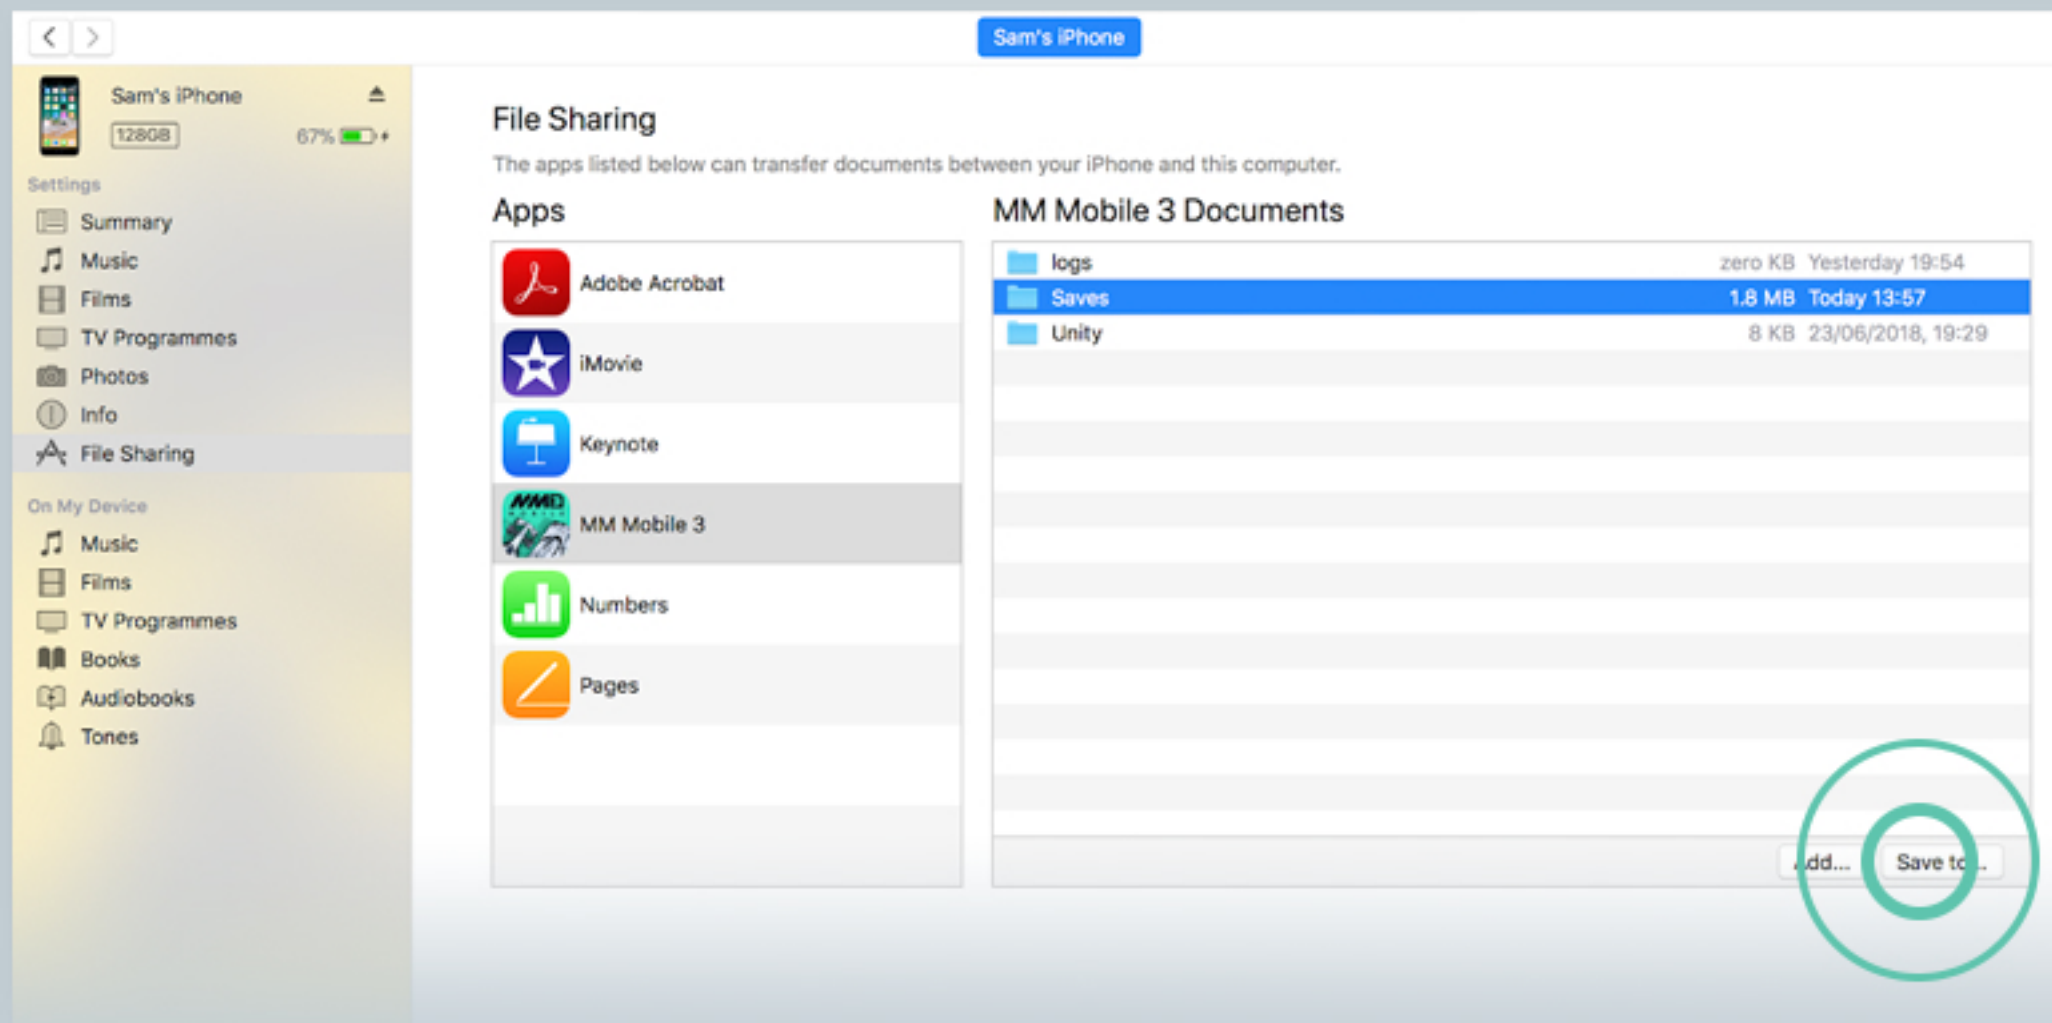 Sam's iPhone
Sam's iPhone
128GB
67%
Settings
Summary
Music
Films
TV Programmes
Photos
Info
File Sharing
On My Device
Music
Films
TV Programmes
Books
Audiobooks
Tones
File Sharing
The apps listed below can transfer documents between your iPhone and this computer.
Apps
Adobe Acrobat
iMovie
Keynote
MM Mobile 3
Numbers
Pages
MM Mobile 3 Documents
logs zero KB Yesterday 19:54
Saves 1.8 MB Today 13:57
Unity 8 KB 23/06/2018, 19:29
Add... Save to...